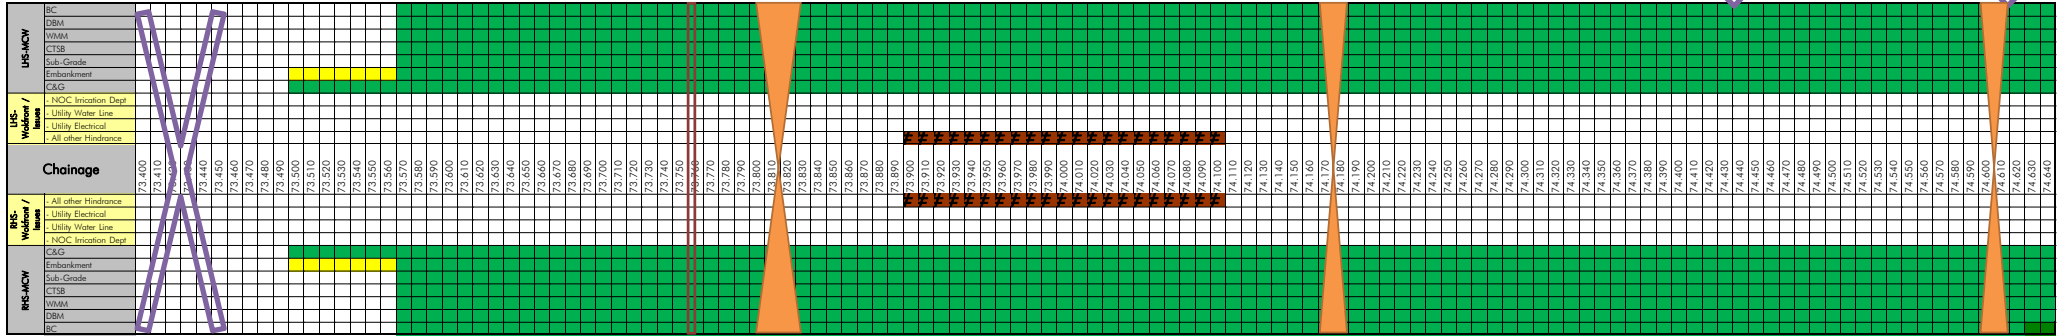 LHS-MCW
BC
DBM
WMM
CTSB
Sub-Grade
Embankment
C&G
LHS-
Wokfront /
Issues
- NOC Irrication Dept
- Utility Water Line
- Utility Electrical
- All other Hindrance
Chainage
73.400 73.410 73.440 73.450 73.460 73.470 73.480 73.490 73.500 73.510 73.520 73.530 73.540 73.550 73.560 73.570 73.580 73.590 73.600 73.610 73.620 73.630 73.640 73.650 73.660 73.670 73.680 73.690 73.700 73.710 73.720 73.730 73.740 73.750 73.770 73.780 73.790 73.800 73.810 73.820 73.830 73.840 73.850 73.860 73.870 73.880 73.890 73.900 73.910 73.920 73.930 73.940 73.950 73.960 73.970 73.980 73.990 74.000 74.010 74.020 74.030 74.040 74.050 74.060 74.070 74.080 74.090 74.100 74.110 74.120 74.130 74.140 74.150 74.160 74.170 74.180 74.190 74.200 74.210 74.220 74.230 74.240 74.250 74.260 74.270 74.280 74.290 74.300 74.310 74.320 74.330 74.340 74.350 74.360 74.370 74.380 74.390 74.400 74.410 74.420 74.430 74.440 74.450 74.460 74.470 74.480 74.490 74.500 74.510 74.520 74.530 74.540 74.550 74.560 74.570 74.580 74.590 74.600 74.610 74.620 74.630 74.640
RHS-
Wokfront /
Issues
- All other Hindrance
- Utility Electrical
- Utility Water Line
- NOC Irrication Dept
RHS-MCW
C&G
Embankment
Sub-Grade
CTSB
WMM
DBM
BC